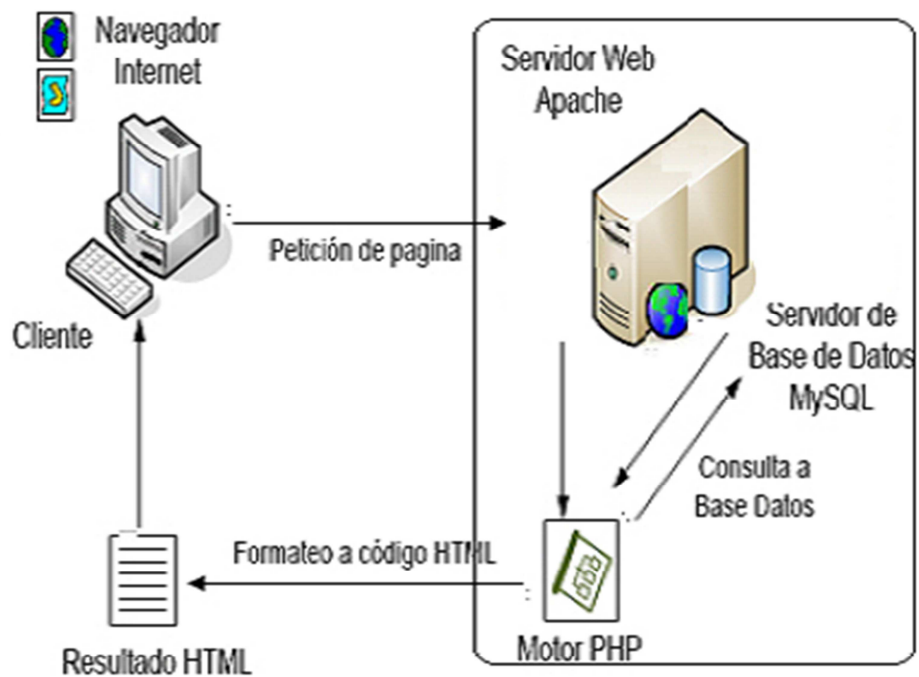 Navegador
Internet
Servidor Web
Apache
Petición de pagina
Cliente
Servidor de
Base de Datos
MySQL
Consulta a
Base Datos
Formateo a código HTML
Resultado HTML
Motor PHP